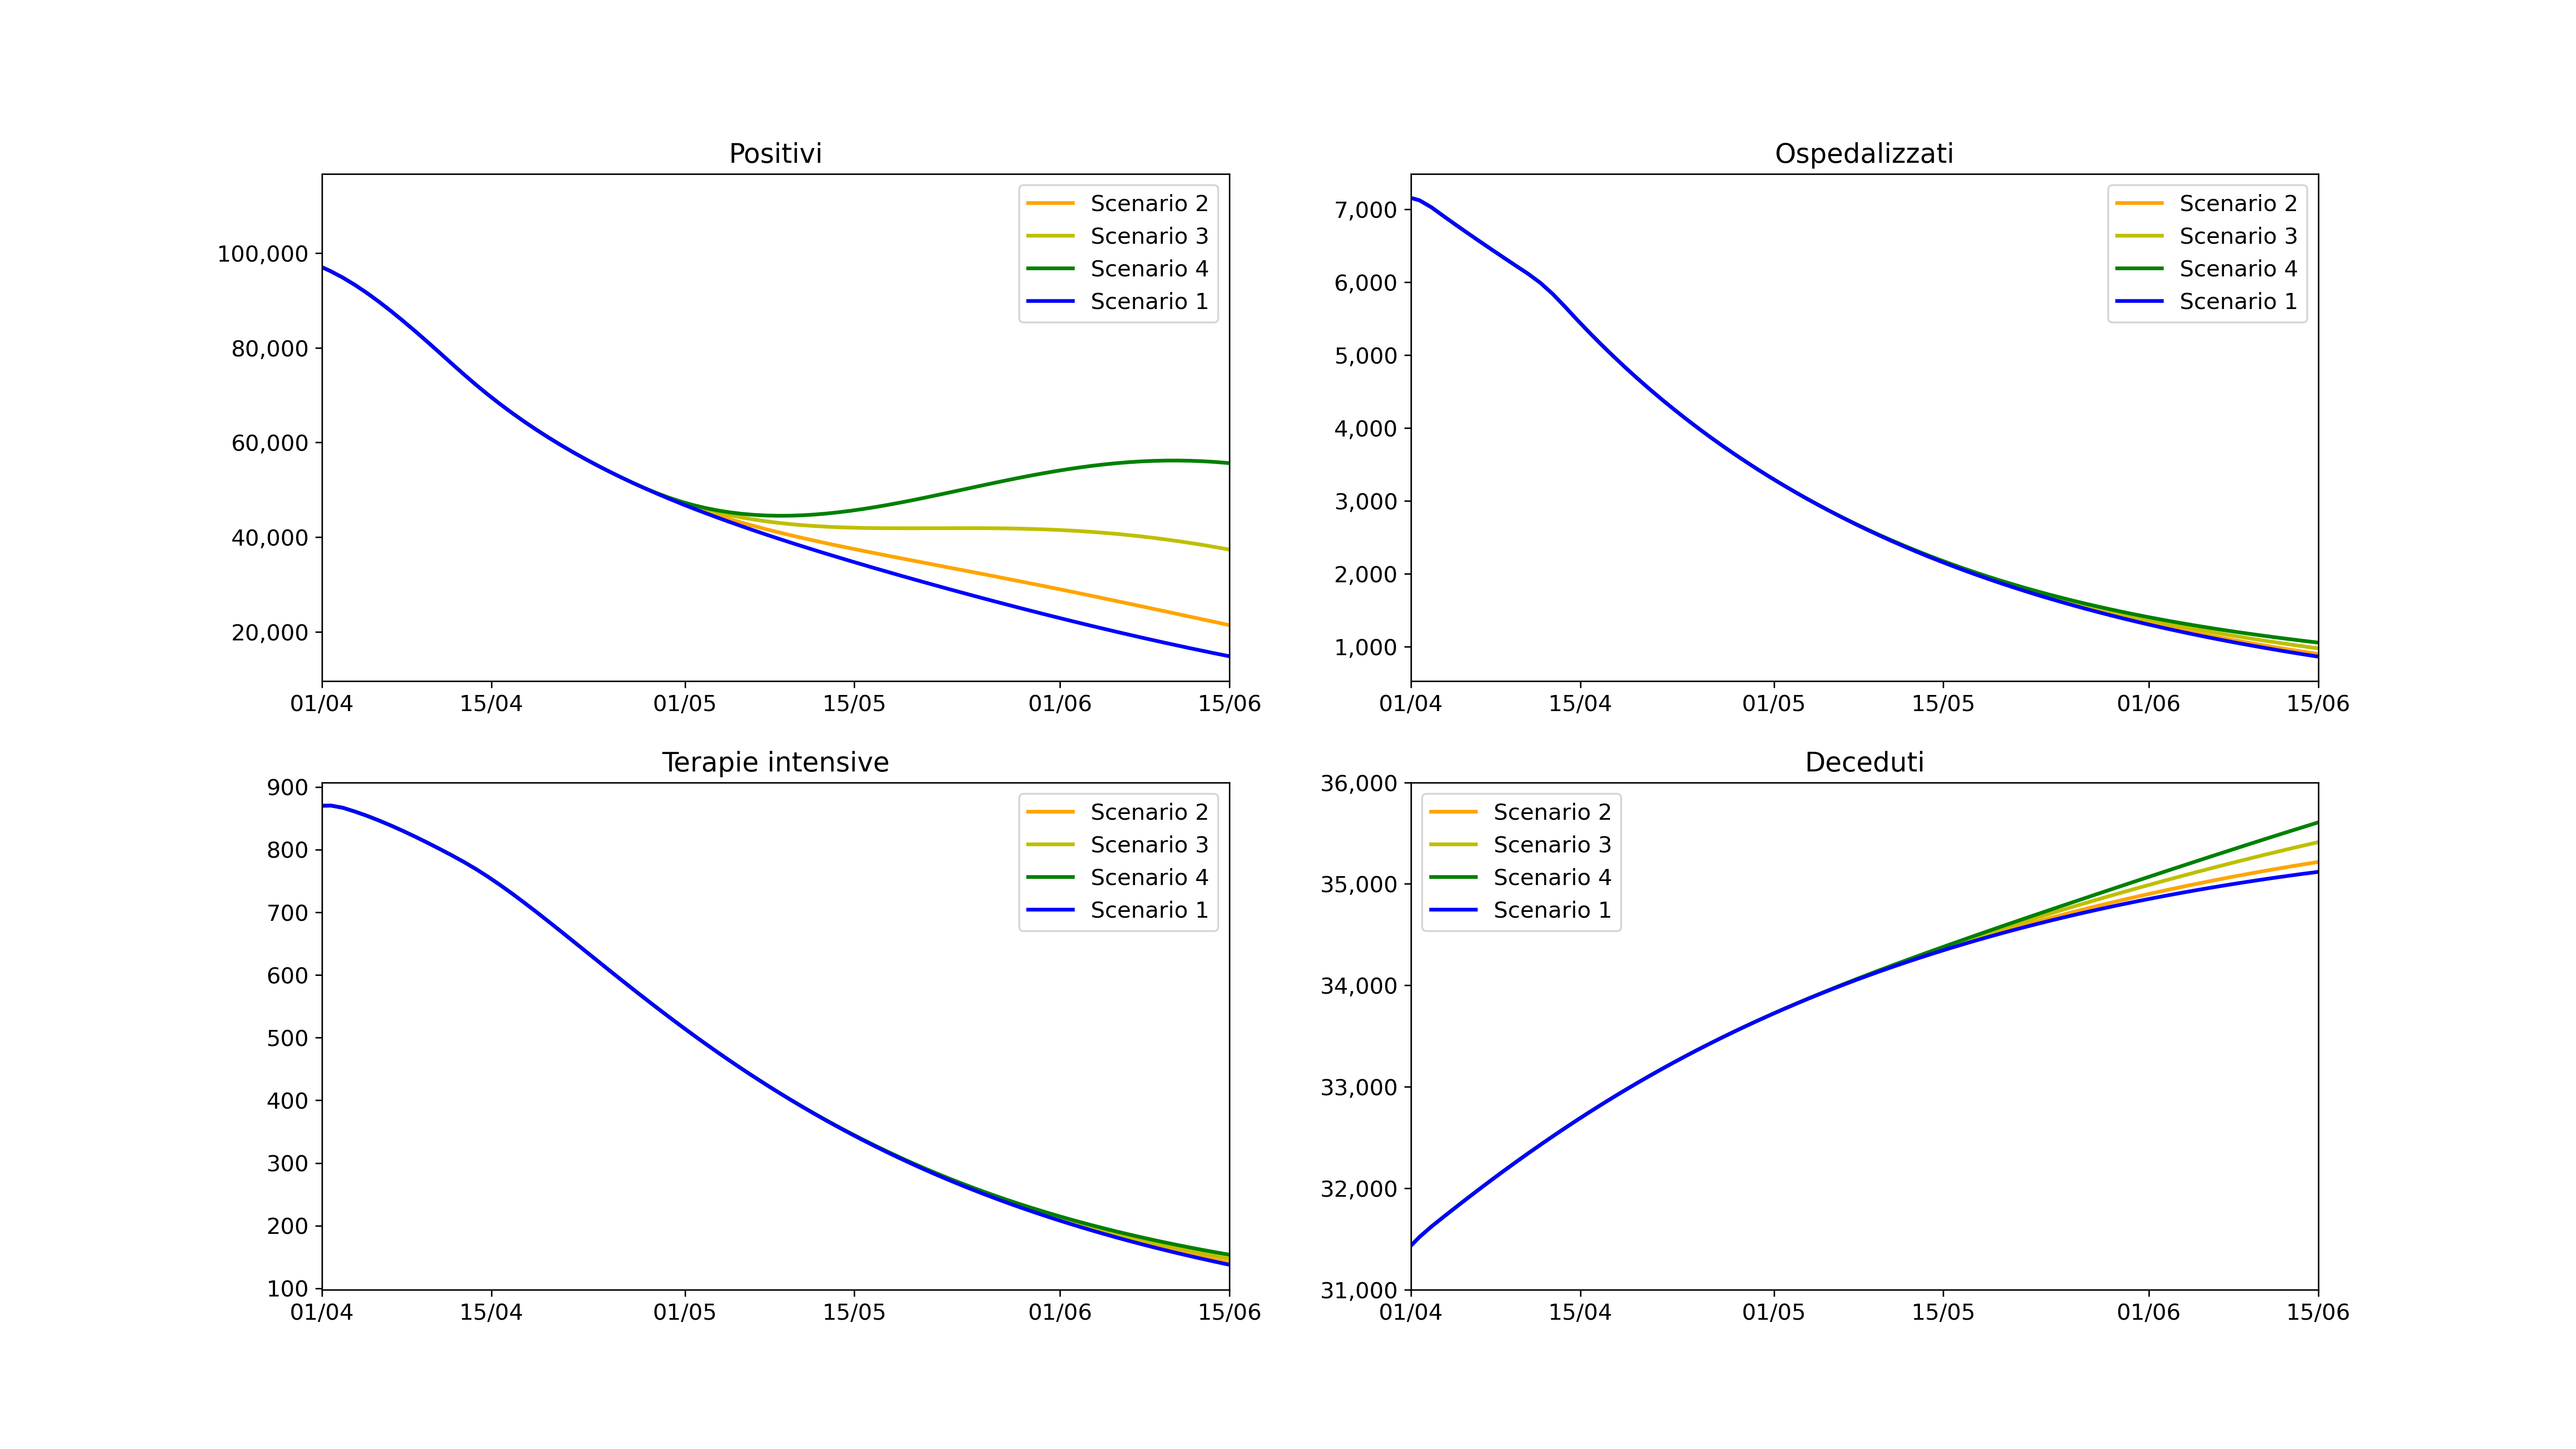 Positivi
100,000
80,000
60,000
40,000
20,000
01/04 15/04 01/05 15/05 01/06 15/06
Scenario 2
Scenario 3
Scenario 4
Scenario 1
Ospedalizzati
7,000
6,000
5,000
4,000
3,000
2,000
1,000
01/04 15/04 01/05 15/05 01/06 15/06
Scenario 2
Scenario 3
Scenario 4
Scenario 1
Terapie intensive
900
800
700
600
500
400
300
200
100
01/04 15/04 01/05 15/05 01/06 15/06
Scenario 2
Scenario 3
Scenario 4
Scenario 1
Deceduti
36,000
35,000
34,000
33,000
32,000
31,000
01/04 15/04 01/05 15/05 01/06 15/06
Scenario 2
Scenario 3
Scenario 4
Scenario 1